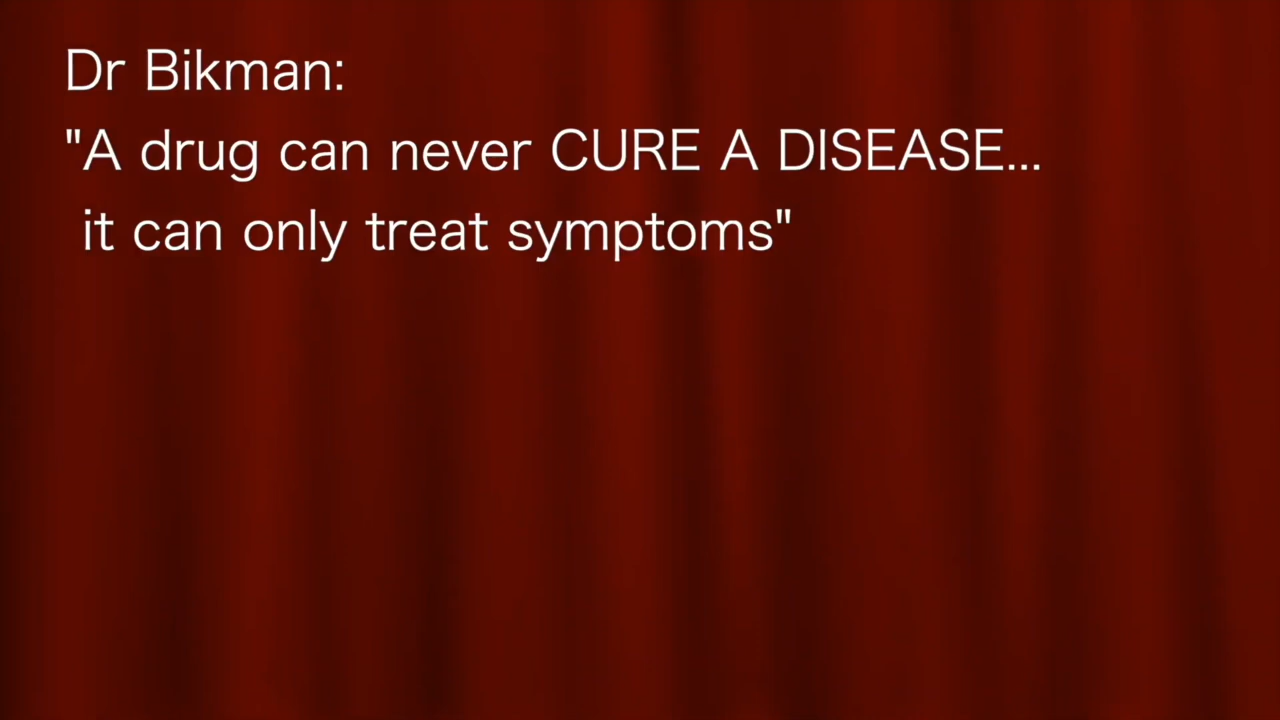 Dr Bikman:
"A drug can never CURE A DISEASE...
it can only treat symptoms"